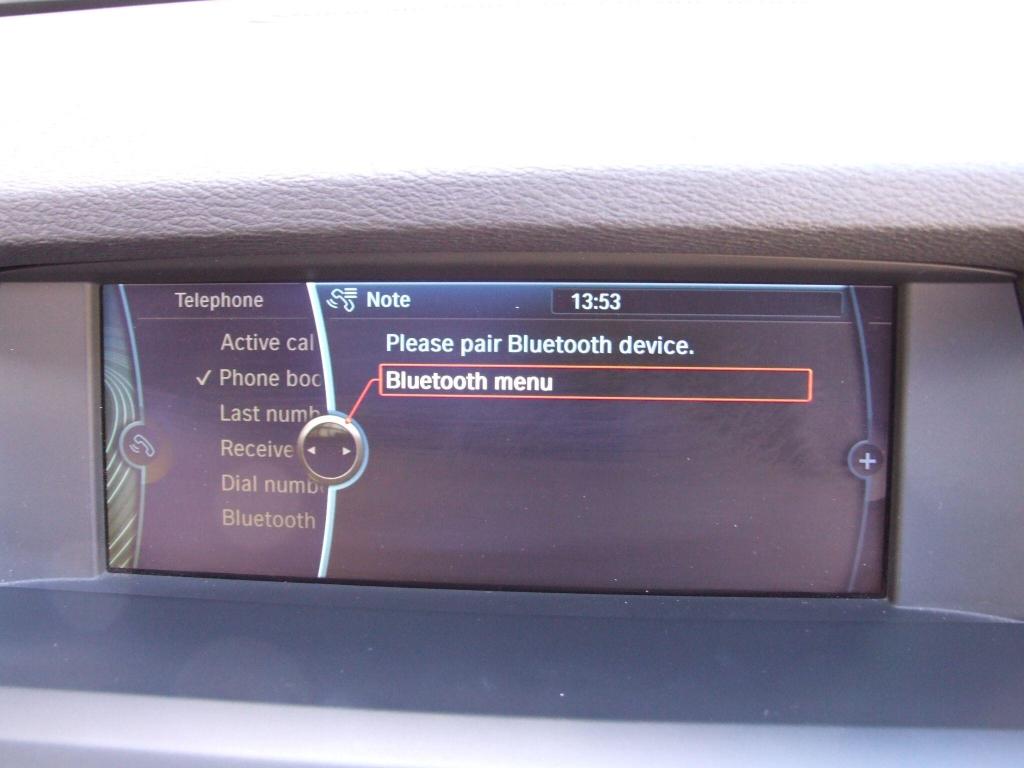 Telephone
Note
13:53
Active cal
Please pair Bluetooth device.
Phone boo
Bluetooth menu
Last numb
Receive
Dial numb
Bluetooth